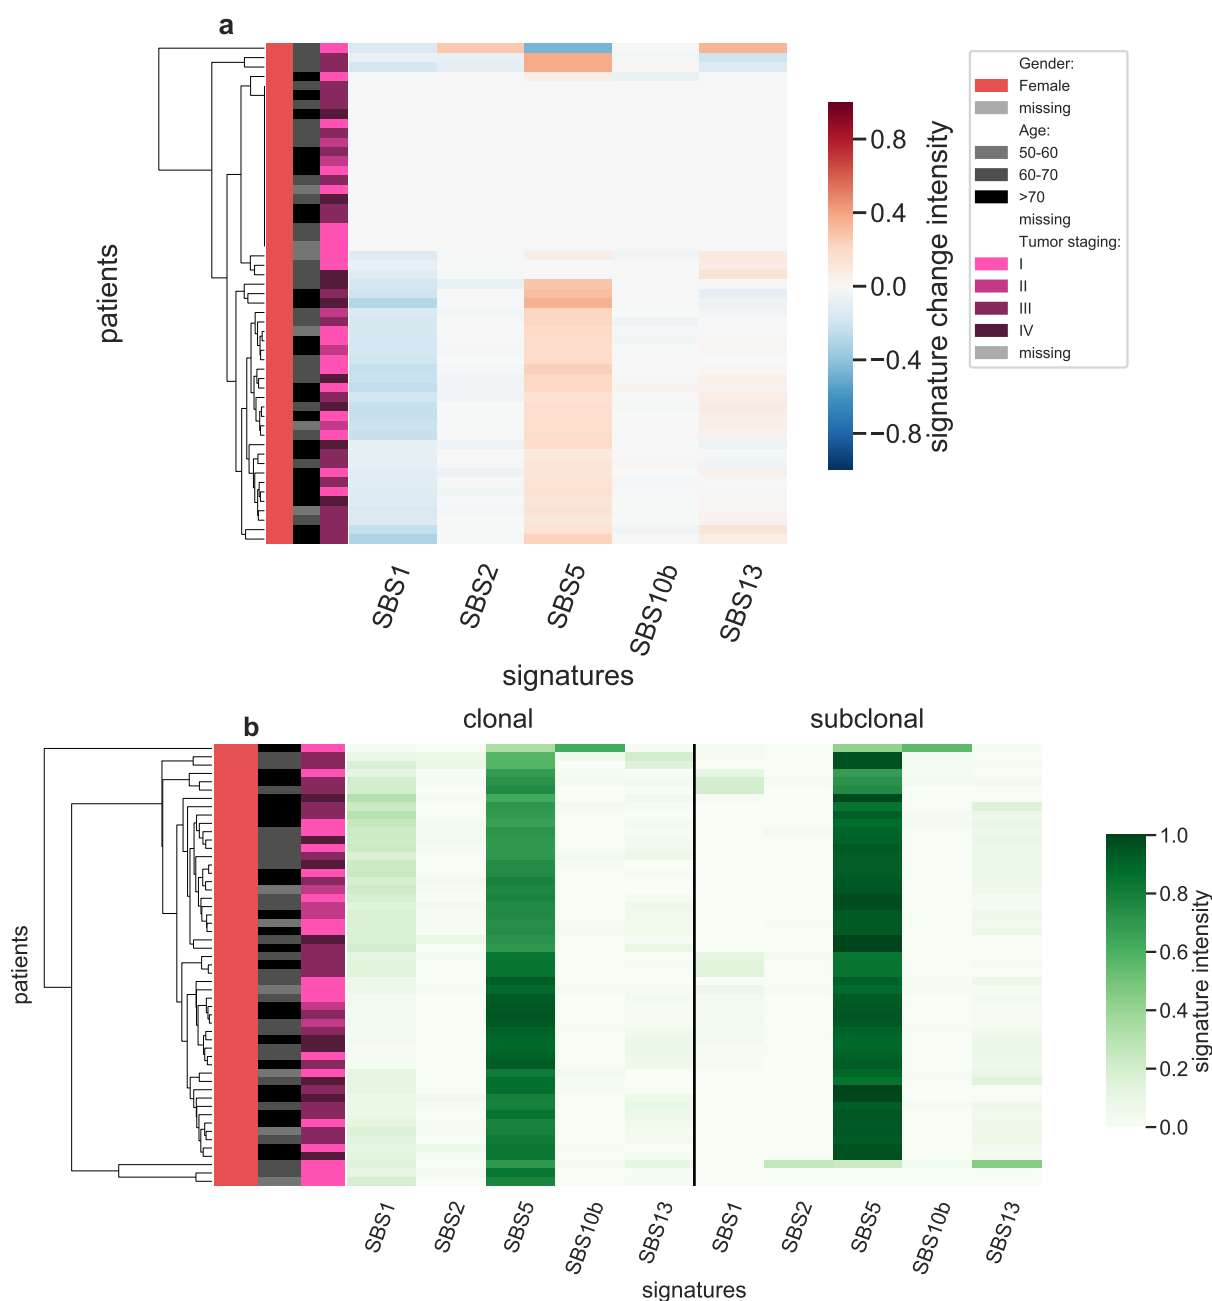 a
patients
SBS1
SBS2
SBS5
SBS10b
SBS13
signatures
0.8
0.4
0.0
−0.4
−0.8
signature change intensity
Gender:
Female
missing
Age:
50-60
60-70
>70
missing
Tumor staging:
I
II
III
IV
missing
b
clonal
subclonal
patients
SBS1
SBS2
SBS5
SBS10b
SBS13
SBS1
SBS2
SBS5
SBS10b
SBS13
signatures
1.0
0.8
0.6
0.4
0.2
0.0
signature intensity